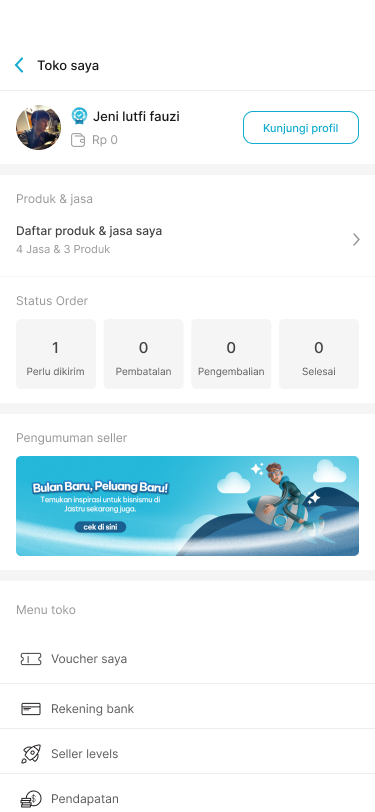 Toko saya
Jeni lutfi fauzi
Rp 0
Kunjungi profil
Produk & jasa
Daftar produk & jasa saya
4 Jasa & 3 Produk
Status Order
1
Perlu dikirim
0
Pembatalan
0
Pengembalian
0
Selesai
Pengumuman seller
Bulan Baru, Peluang Baru!
Temukan inspirasi untuk bisnismu di
Jastru sekarang juga.
cek di sini
Menu toko
Voucher saya
Rekening bank
Seller levels
Pendapatan